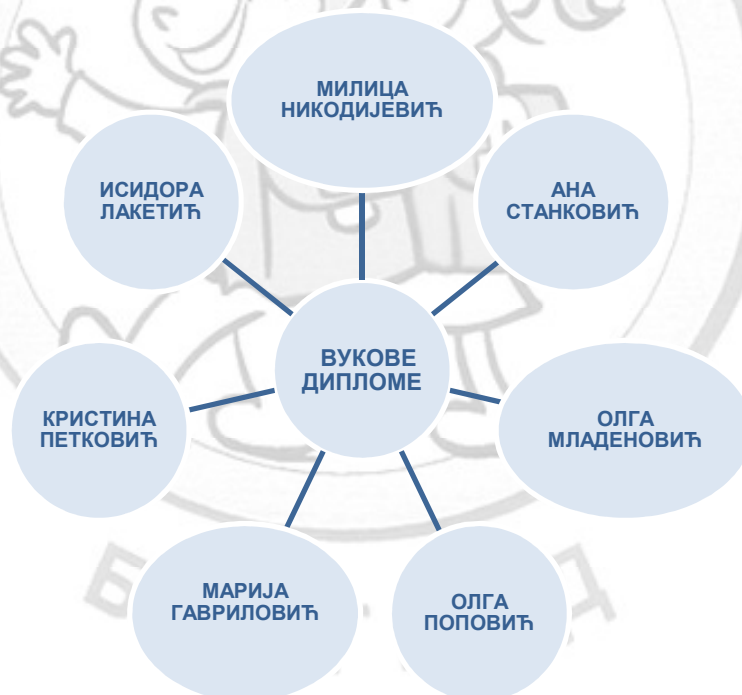 МИЛИЦА
НИКОДИЈЕВИЋ
АНА
СТАНКОВИЋ
ИСИДОРА
ЛАКЕТИЋ
ВУКОВЕ
ДИПЛОМЕ
ОЛГА
МЛАДЕНОВИЋ
КРИСТИНА
ПЕТКОВИЋ
МАРИЈА
ГАВРИЛОВИЋ
ОЛГА
ПОПОВИЋ